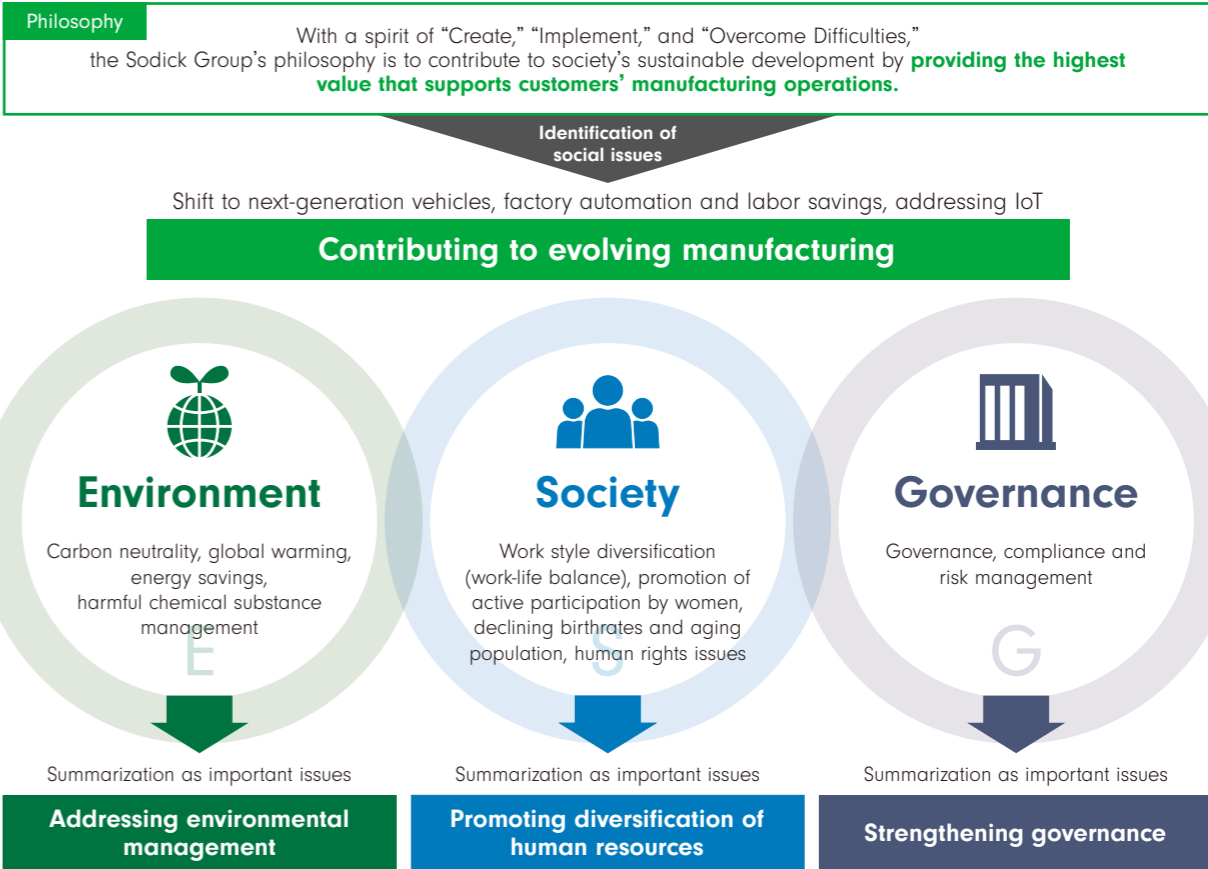 Philosophy
With a spirit of “Create,” “Implement,” and “Overcome Difficulties,”
the Sodick Group’s philosophy is to contribute to society’s sustainable development by providing the highest
value that supports customers’ manufacturing operations.
Identification of
social issues
Shift to next-generation vehicles, factory automation and labor savings, addressing IoT
Contributing to evolving manufacturing
Environment
Carbon neutrality, global warming,
energy savings,
harmful chemical substance
management
E
Summarization as important issues
Addressing environmental
management
Society
Work style diversification
(work-life balance), promotion of
active participation by women,
declining birthrates and aging
population, human rights issues
S
Summarization as important issues
Promoting diversification of
human resources
Governance
Governance, compliance and
risk management
G
Summarization as important issues
Strengthening governance